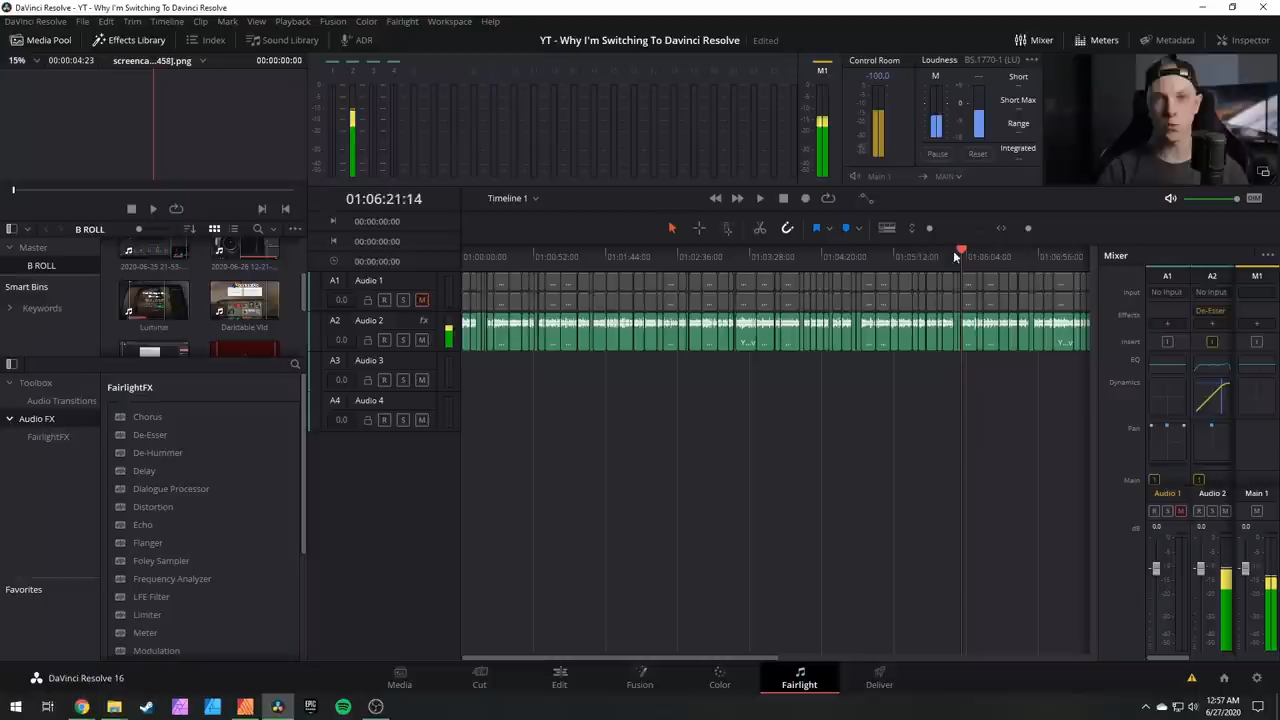 DaVinci Resolve - YT - Why I'm Switching To Davinci Resolve
DaVinci Resolve File Edit Trim Timeline Clip Mark View Playback Fusion Color Fairlight Workspace Help
Media Pool Effects Library Index Sound Library ADR YT - Why I'm Switching To Davinci Resolve Edited Mixer Meters Metadata Inspector
15% 00:00:04:23 screenca...458].png 00:00:00:00
1 2 3 4 M1 Control Room Loudness BS.1770-1 (LU)
-100.0 M Short
Short Max
Range
Integrated
Pause Reset
Main 1 MAIN
01:06:21:14 Timeline 1 DIM
00:00:00:00
00:00:00:00
00:00:00:00
B ROLL
Master
B ROLL
Smart Bins
Keywords
2020-06-25 21-53-... 2020-06-26 12-21-...
Luminar Darktable Vid
01:00:00:00 01:00:52:00 01:01:44:00 01:02:36:00 01:03:28:00 01:04:20:00 01:05:12:00 01:06:04:00 01:06:56:00
A1 Audio 1
0.0 R S M
A2 Audio 2 fx
0.0 R S M
Y...v Y...v
A3 Audio 3
0.0 R S M
A4 Audio 4
0.0 R S M
Toolbox
Audio Transitions
Audio FX
FairlightFX
Favorites
FairlightFX
Chorus
De-Esser
De-Hummer
Delay
Dialogue Processor
Distortion
Echo
Flanger
Foley Sampler
Frequency Analyzer
LFE Filter
Limiter
Meter
Modulation
Mixer
A1 A2 M1
Input No Input No Input
Effects De-Esser
+ + +
Insert
EQ
Dynamics
Pan
Main 1 1
Audio 1 Audio 2 Main 1
R S M R S M M
dB 0.0 0.0 0.0
DaVinci Resolve 16
Media Cut Edit Fusion Color Fairlight Deliver
12:57 AM
6/27/2020